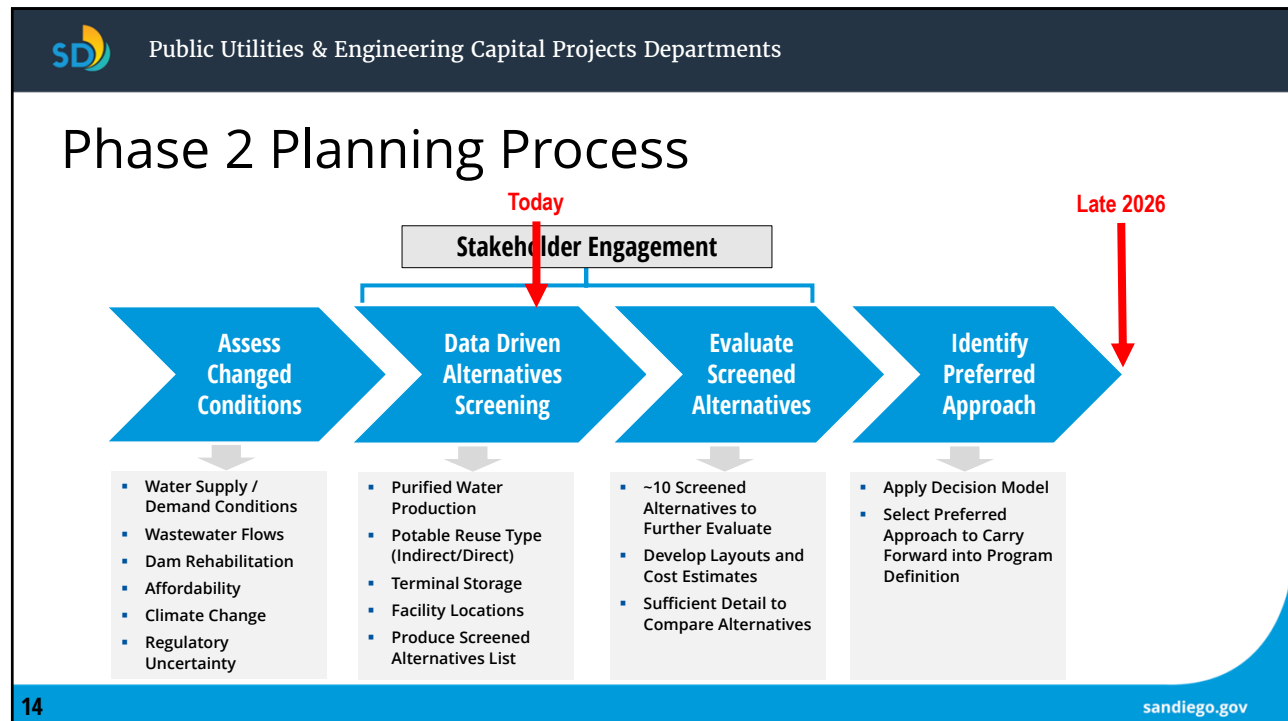 SD
Public Utilities & Engineering Capital Projects Departments
Phase 2 Planning Process
Today
Late 2026
Stakeholder Engagement
Assess
Changed
Conditions
Data Driven
Alternatives
Screening
Evaluate
Screened
Alternatives
Identify
Preferred
Approach
▪ Water Supply /
Demand Conditions
▪ Wastewater Flows
▪ Dam Rehabilitation
▪ Affordability
▪ Climate Change
▪ Regulatory
Uncertainty
▪ Purified Water
Production
▪ Potable Reuse Type
(Indirect/Direct)
▪ Terminal Storage
▪ Facility Locations
▪ Produce Screened
Alternatives List
▪ ~10 Screened
Alternatives to
Further Evaluate
▪ Develop Layouts and
Cost Estimates
▪ Sufficient Detail to
Compare Alternatives
▪ Apply Decision Model
▪ Select Preferred
Approach to Carry
Forward into Program
Definition
14
sandiego.gov